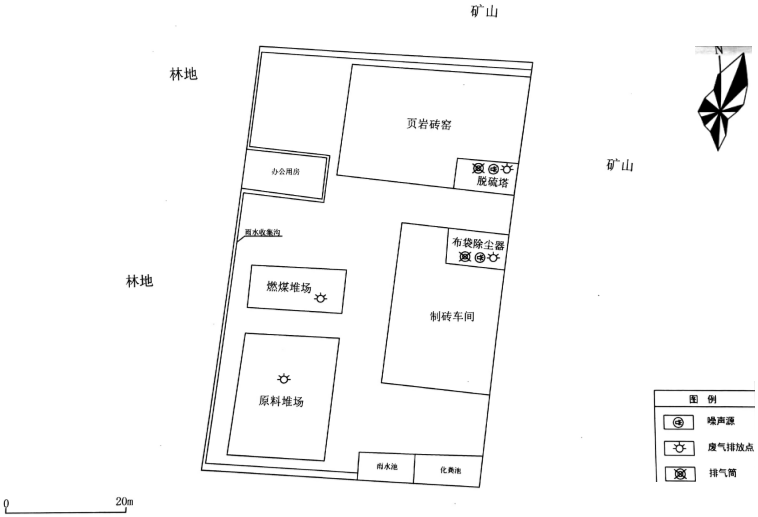 矿山
林地
N
页岩砖窑
矿山
办公用房
脱硫塔
雨水收集沟
布袋除尘器
林地
燃煤堆场
制砖车间
原料堆场
图 例
噪声源
废气排放点
排气筒
雨水池
化粪池
0
20m